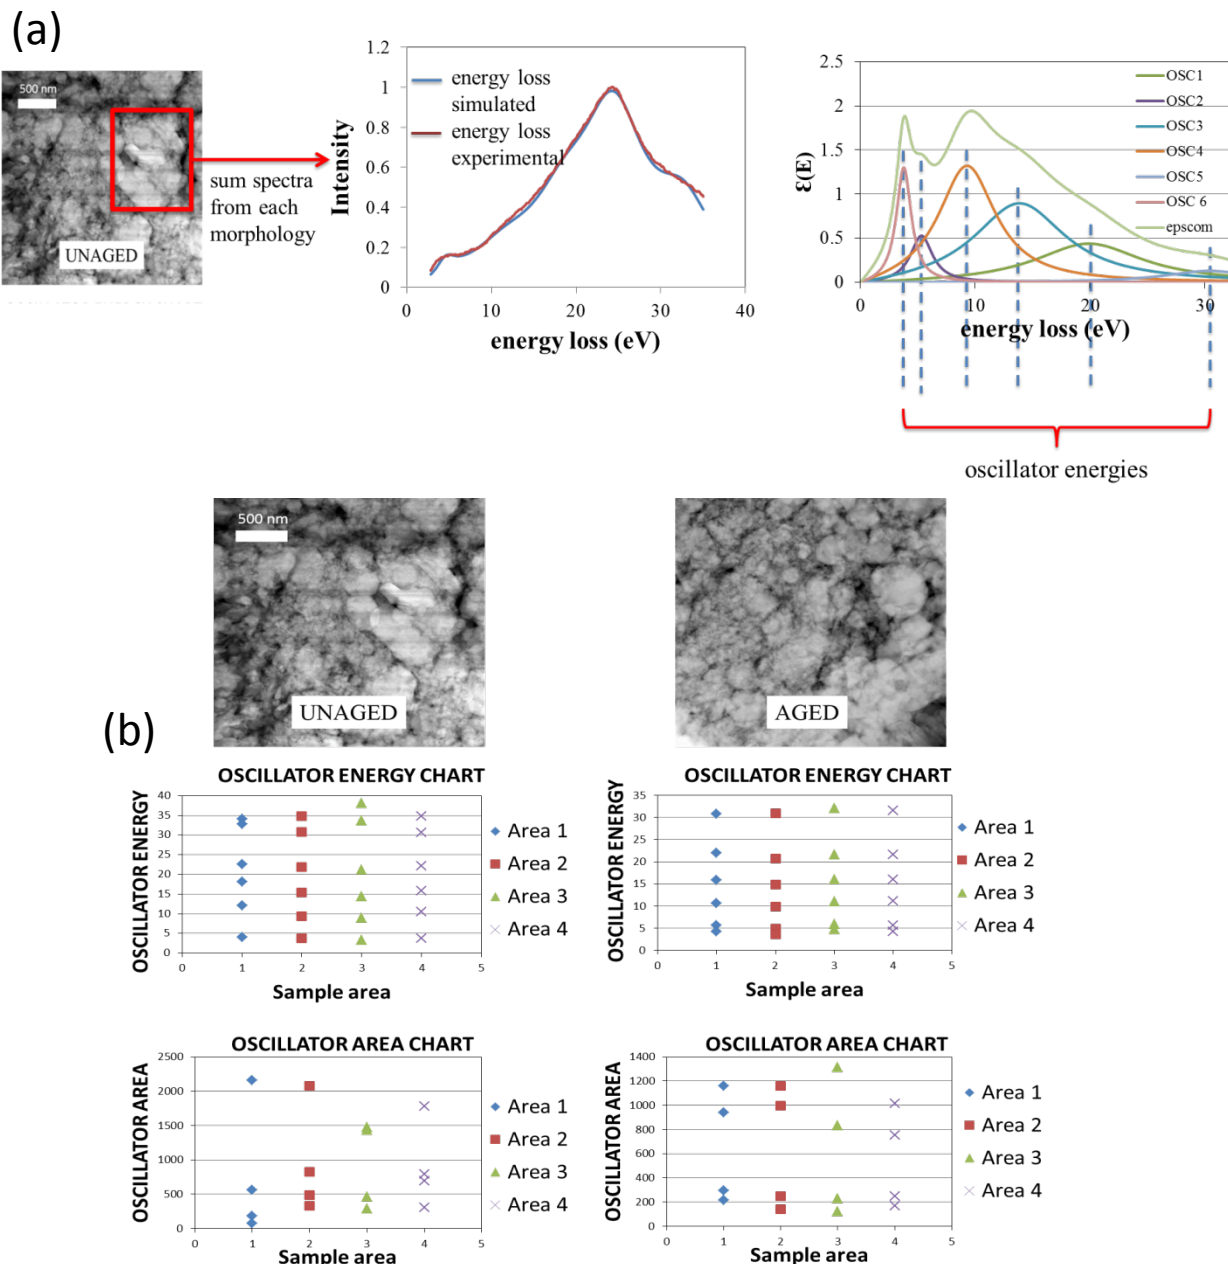 (a)
500 nm
UNAGED
sum spectra
from each
morphology
Intensity
1.2
1
0.8
0.6
0.4
0.2
0
0 10 20 30 40
energy loss (eV)
energy loss
simulated
energy loss
experimental
ε(E)
2.5
2
1.5
1
0.5
0
0 10 20 30
energy loss (eV)
OSC1
OSC2
OSC3
OSC4
OSC5
OSC 6
epscom
oscillator energies
500 nm
UNAGED
AGED
(b)
OSCILLATOR ENERGY CHART
OSCILLATOR ENERGY
40
35
30
25
20
15
10
5
0
0 1 2 3 4 5
Sample area
Area 1
Area 2
Area 3
Area 4
OSCILLATOR ENERGY CHART
OSCILLATOR ENERGY
35
30
25
20
15
10
5
0
0 1 2 3 4 5
Sample area
Area 1
Area 2
Area 3
Area 4
OSCILLATOR AREA CHART
OSCILLATOR AREA
2500
2000
1500
1000
500
0
0 1 2 3 4 5
Sample area
Area 1
Area 2
Area 3
Area 4
OSCILLATOR AREA CHART
OSCILLATOR AREA
1400
1200
1000
800
600
400
200
0
0 1 2 3 4 5
Sample area
Area 1
Area 2
Area 3
Area 4